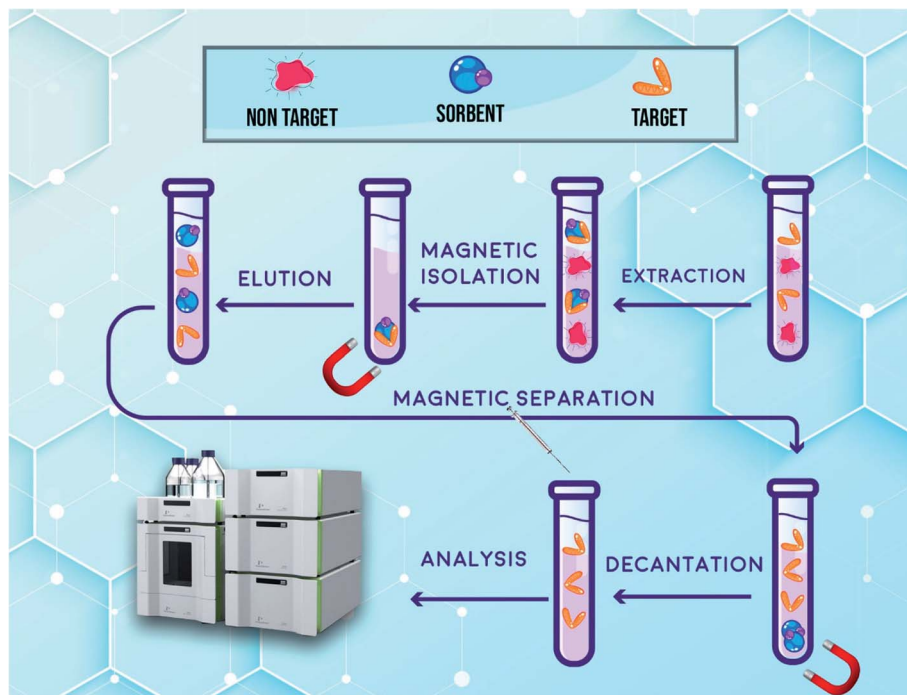 NON TARGET
SORBENT
TARGET
ELUTION
MAGNETIC
ISOLATION
EXTRACTION
MAGNETIC SEPARATION
ANALYSIS
DECANTATION